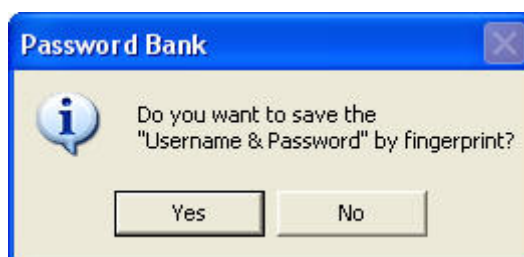 Password Bank
Do you want to save the
"Username & Password" by fingerprint?
Yes
No